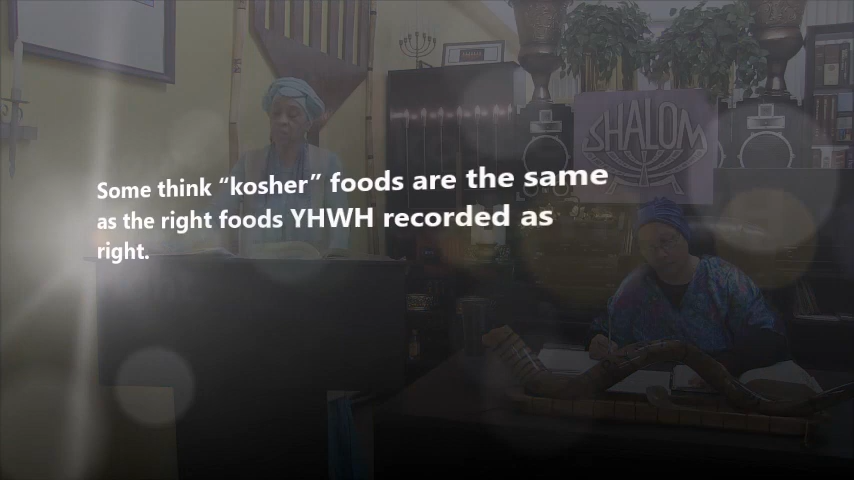 SHALOM
Some think “kosher” foods are the same
as the right foods YHWH recorded as
right.